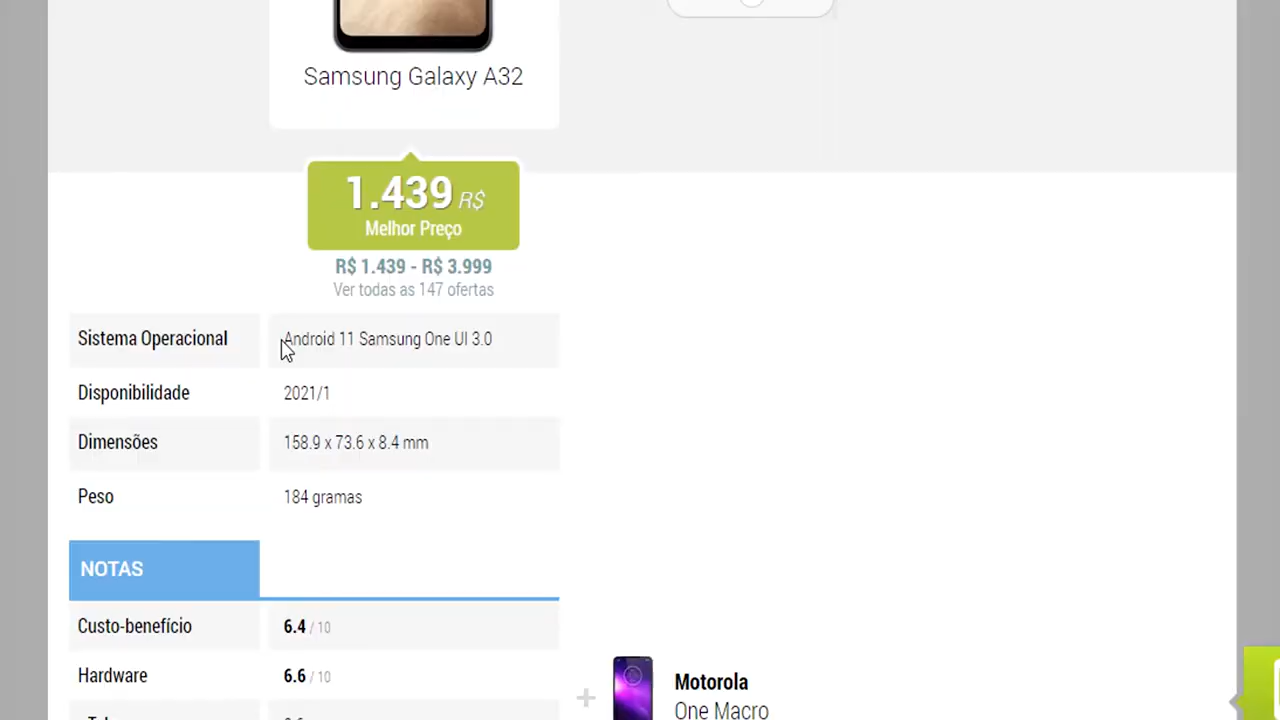 Samsung Galaxy A32
1.439 R$
Melhor Preço
R$ 1.439 - R$ 3.999
Ver todas as 147 ofertas
Sistema Operacional Android 11 Samsung One UI 3.0
Disponibilidade 2021/1
Dimensões 158.9 x 73.6 x 8.4 mm
Peso 184 gramas
NOTAS
Custo-benefício 6.4 / 10
Hardware 6.6 / 10
Motorola
One Macro